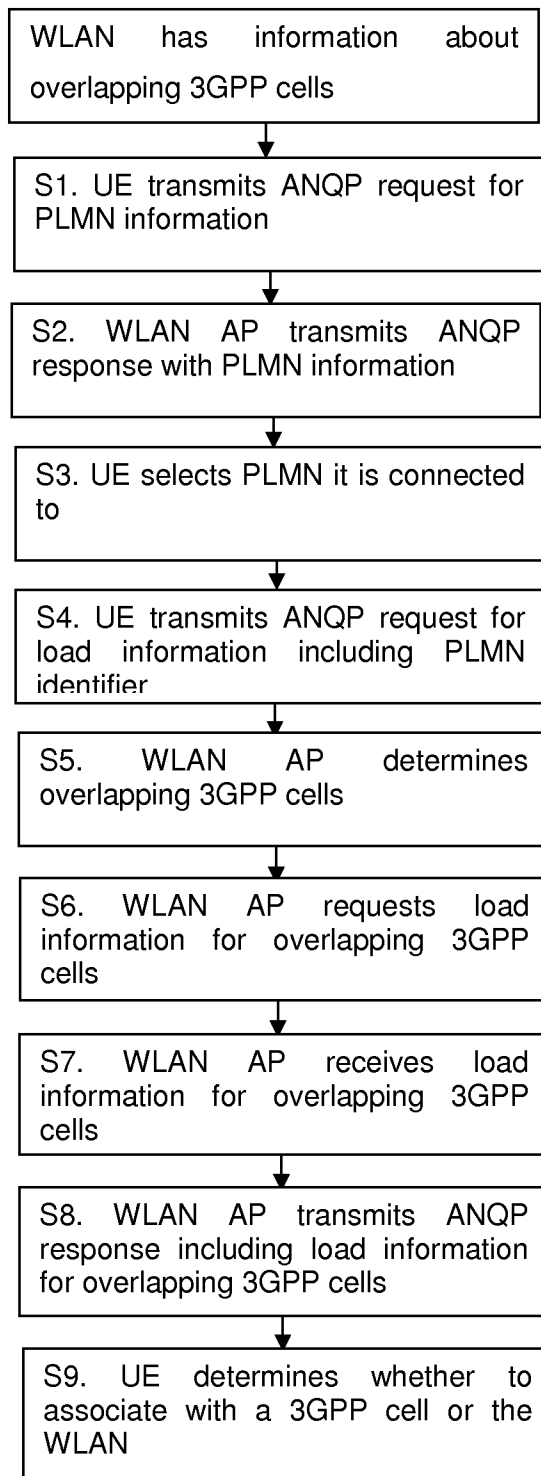 WLAN has information about
overlapping 3GPP cells
S1. UE transmits ANQP request for
PLMN information
S2. WLAN AP transmits ANQP
response with PLMN information
S3. UE selects PLMN it is connected
to
S4. UE transmits ANQP request for
load information including PLMN
identifier
S5. WLAN AP determines
overlapping 3GPP cells
S6. WLAN AP requests load
information for overlapping 3GPP
cells
S7. WLAN AP receives load
information for overlapping 3GPP
cells
S8. WLAN AP transmits ANQP
response including load information
for overlapping 3GPP cells
S9. UE determines whether to
associate with a 3GPP cell or the
WLAN